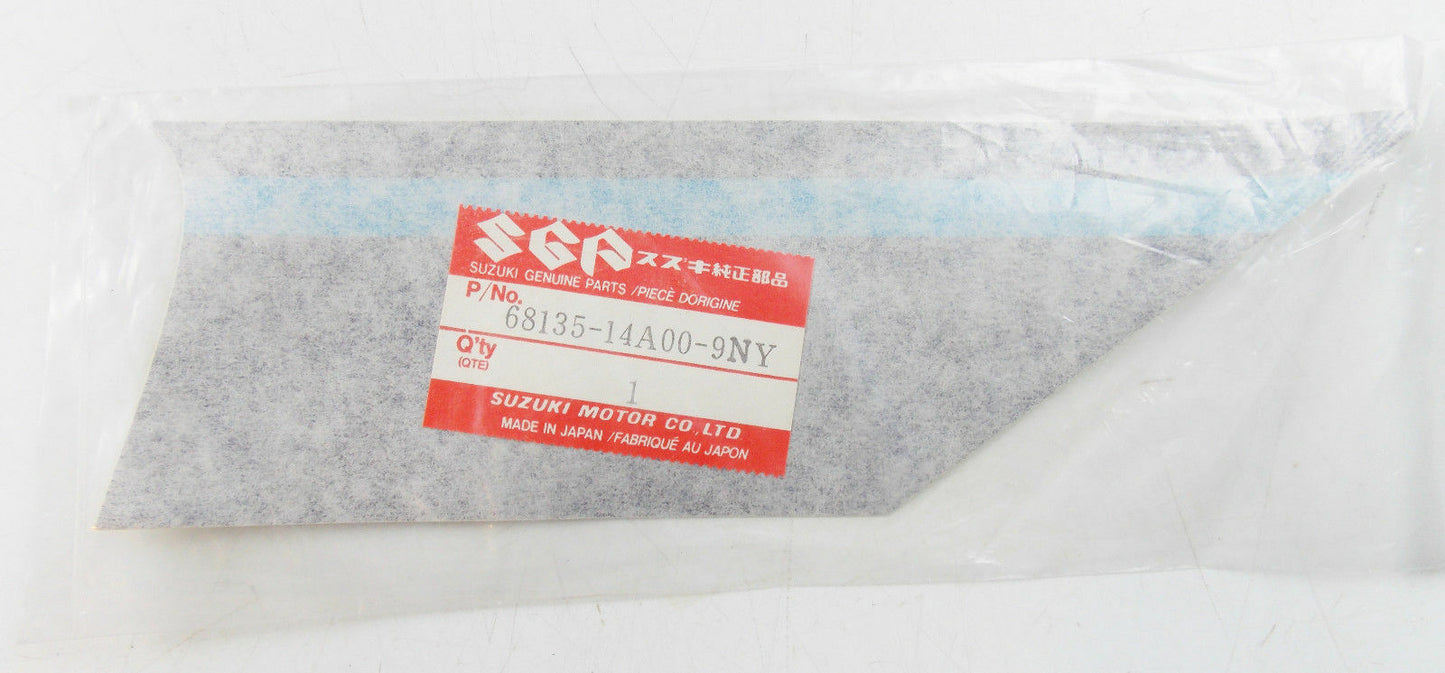 SGP スズキ純正部品
SUZUKI GENUINE PARTS /PIECÈ DORIGINE
P/No.
68135-14A00-9NY
Q'ty
(QTE)
1
SUZUKI MOTOR CO.,LTD.
MADE IN JAPAN /FABRIQUÉ AU JAPON